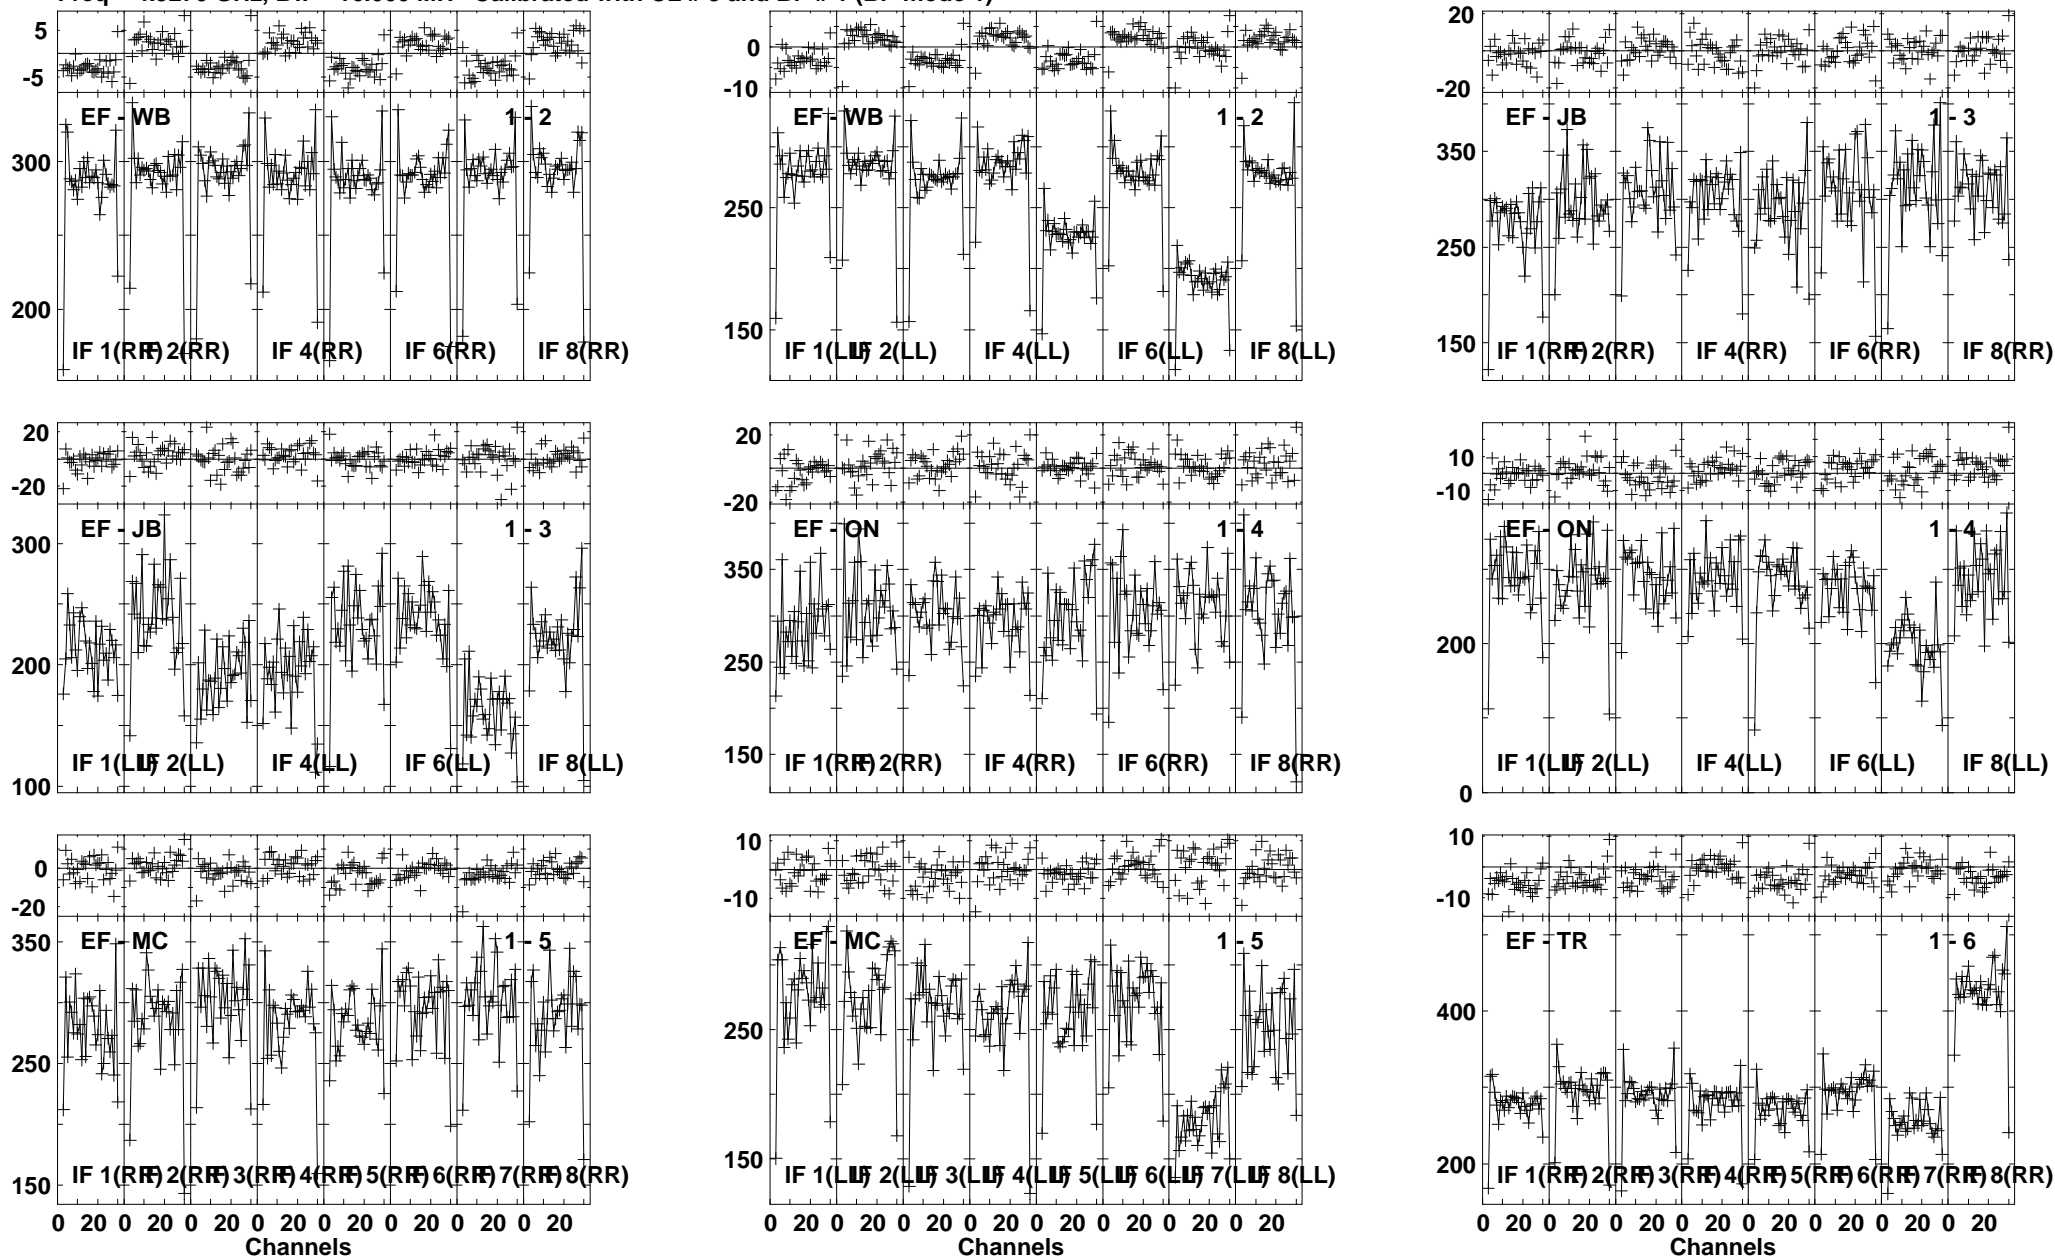 5
-5
EF - WB
1 - 2
300
200
IF 1(RR)
IF 2(RR)
IF 4(RR)
IF 6(RR)
IF 8(RR)
0
-10
EF - WB
1 - 2
250
150
IF 1(LL)
IF 2(LL)
IF 4(LL)
IF 6(LL)
IF 8(LL)
20
0
-20
EF - JB
1 - 3
350
250
150
IF 1(RR)
IF 2(RR)
IF 4(RR)
IF 6(RR)
IF 8(RR)
20
0
-20
EF - JB
1 - 3
300
200
100
IF 1(LL)
IF 2(LL)
IF 4(LL)
IF 6(LL)
IF 8(LL)
20
0
-20
EF - ON
1 - 4
350
250
150
IF 1(RR)
IF 2(RR)
IF 4(RR)
IF 6(RR)
IF 8(RR)
10
-10
EF - ON
1 - 4
200
0
IF 1(LL)
IF 2(LL)
IF 4(LL)
IF 6(LL)
IF 8(LL)
0
-20
EF - MC
1 - 5
350
250
150
IF 1(RR)
IF 2(RR)
IF 3(RR)
IF 4(RR)
IF 5(RR)
IF 6(RR)
IF 7(RR)
IF 8(RR)
0 20 0 20 0 20 0 20 0 20 0 20 0 20 0 20
Channels
10
-10
EF - MC
1 - 5
250
150
IF 1(LL)
IF 2(LL)
IF 3(LL)
IF 4(LL)
IF 5(LL)
IF 6(LL)
IF 7(LL)
IF 8(LL)
0 20 0 20 0 20 0 20 0 20 0 20 0 20 0 20
Channels
10
-10
EF - TR
1 - 6
400
200
IF 1(RR)
IF 2(RR)
IF 3(RR)
IF 4(RR)
IF 5(RR)
IF 6(RR)
IF 7(RR)
IF 8(RR)
0 20 0 20 0 20 0 20 0 20 0 20 0 20 0 20
Channels